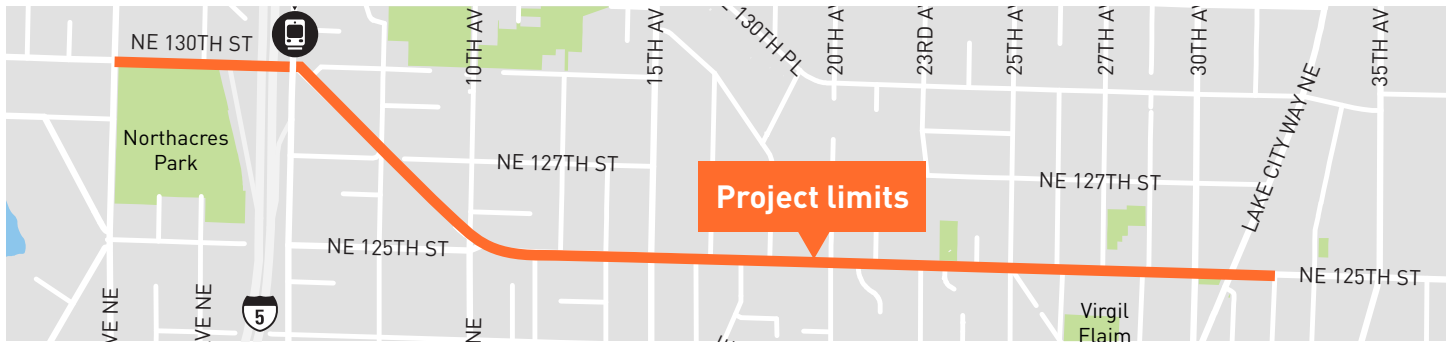 NE 130TH ST
10TH AV
15TH AV
NE 130TH PL
20TH AV
23RD A
25TH AV
27TH AV
30TH AV
LAKE CITY WAY NE
35TH AV
Northacres
Park
NE 127TH ST
NE 127TH ST
Project limits
NE 125TH ST
NE 125TH ST
5
VE NE
VE NE
NE
Virgil
Flaim